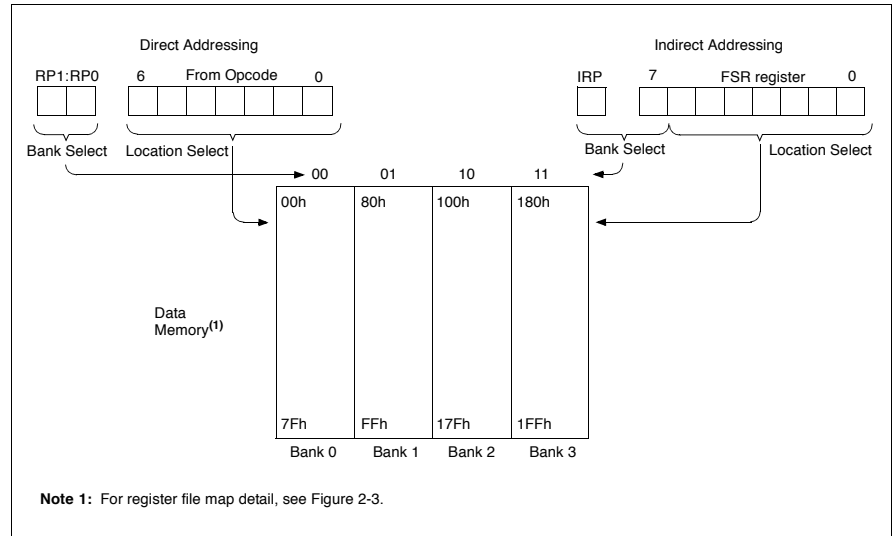 Direct Addressing
Indirect Addressing
RP1:RP0 6 From Opcode 0
IRP 7 FSR register 0
Bank Select Location Select
Bank Select Location Select
00 01 10 11
00h 80h 100h 180h
Data
Memory(1)
7Fh FFh 17Fh 1FFh
Bank 0 Bank 1 Bank 2 Bank 3
Note 1: For register file map detail, see Figure 2-3.